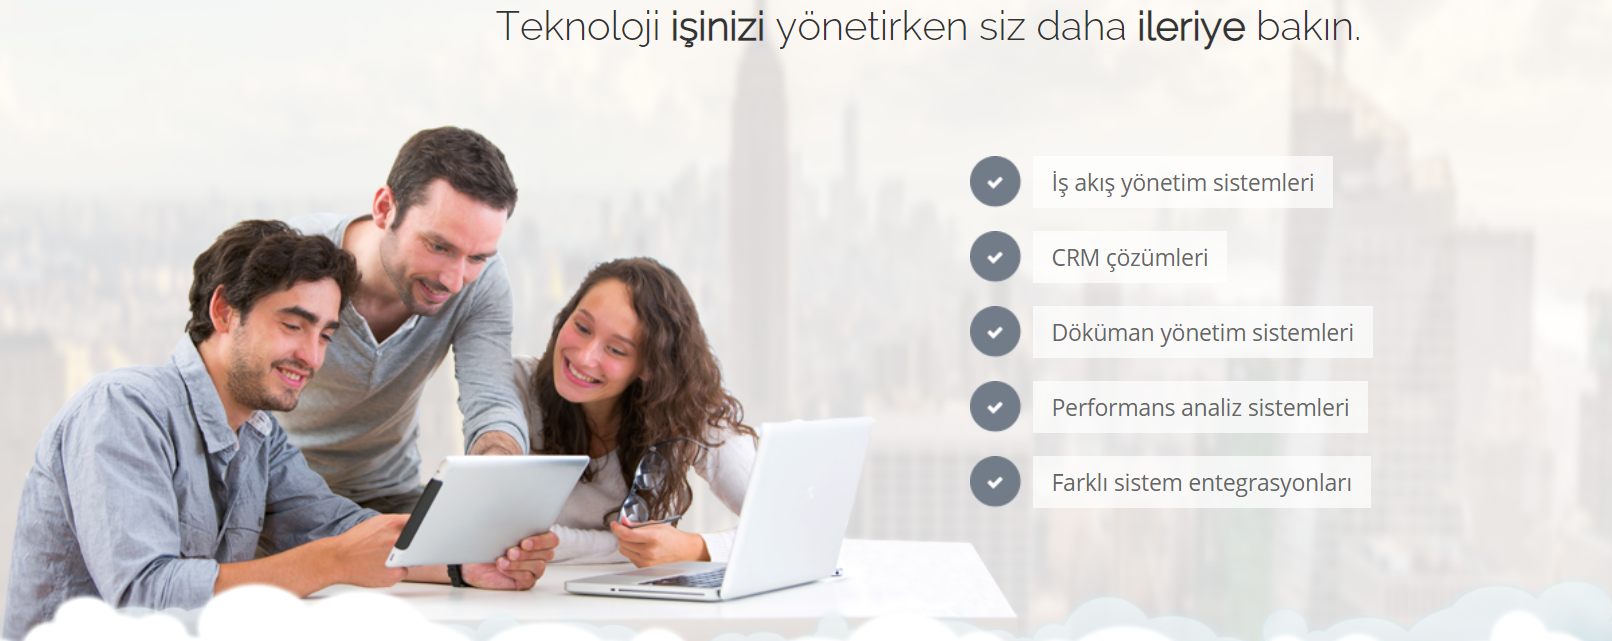 Teknoloji işinizi yönetirken siz daha ileriye bakın.
İş akış yönetim sistemleri
CRM çözümleri
Döküman yönetim sistemleri
Performans analiz sistemleri
Farklı sistem entegrasyonları